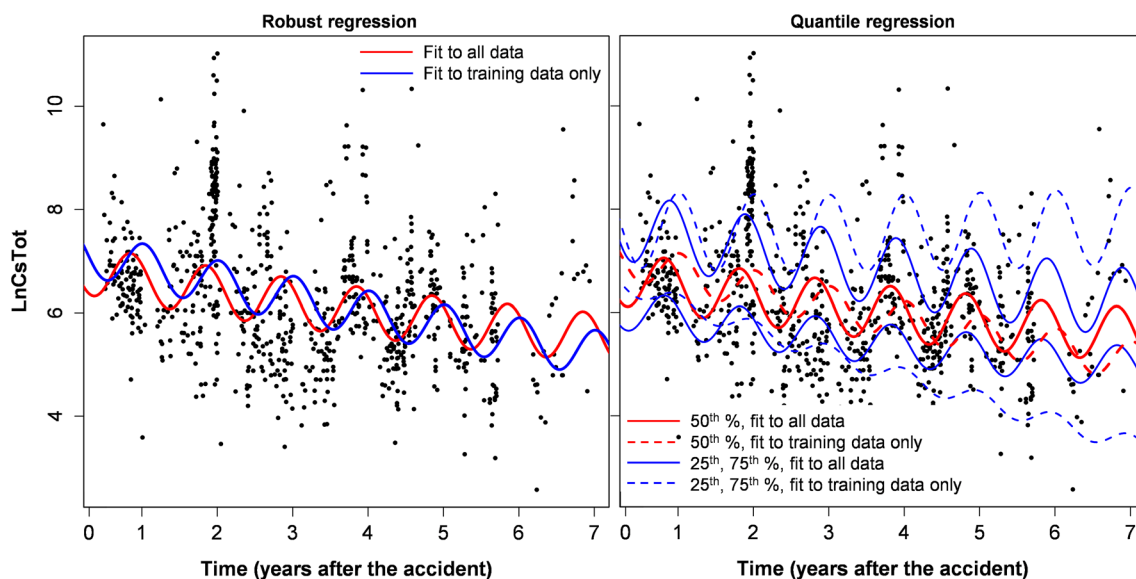 Robust regression
Quantile regression
Fit to all data
Fit to training data only
LnCsTot
10
8
6
4
50th %, fit to all data
50th %, fit to training data only
25th, 75th %, fit to all data
25th, 75th %, fit to training data only
0 1 2 3 4 5 6 7
0 1 2 3 4 5 6 7
Time (years after the accident)
Time (years after the accident)